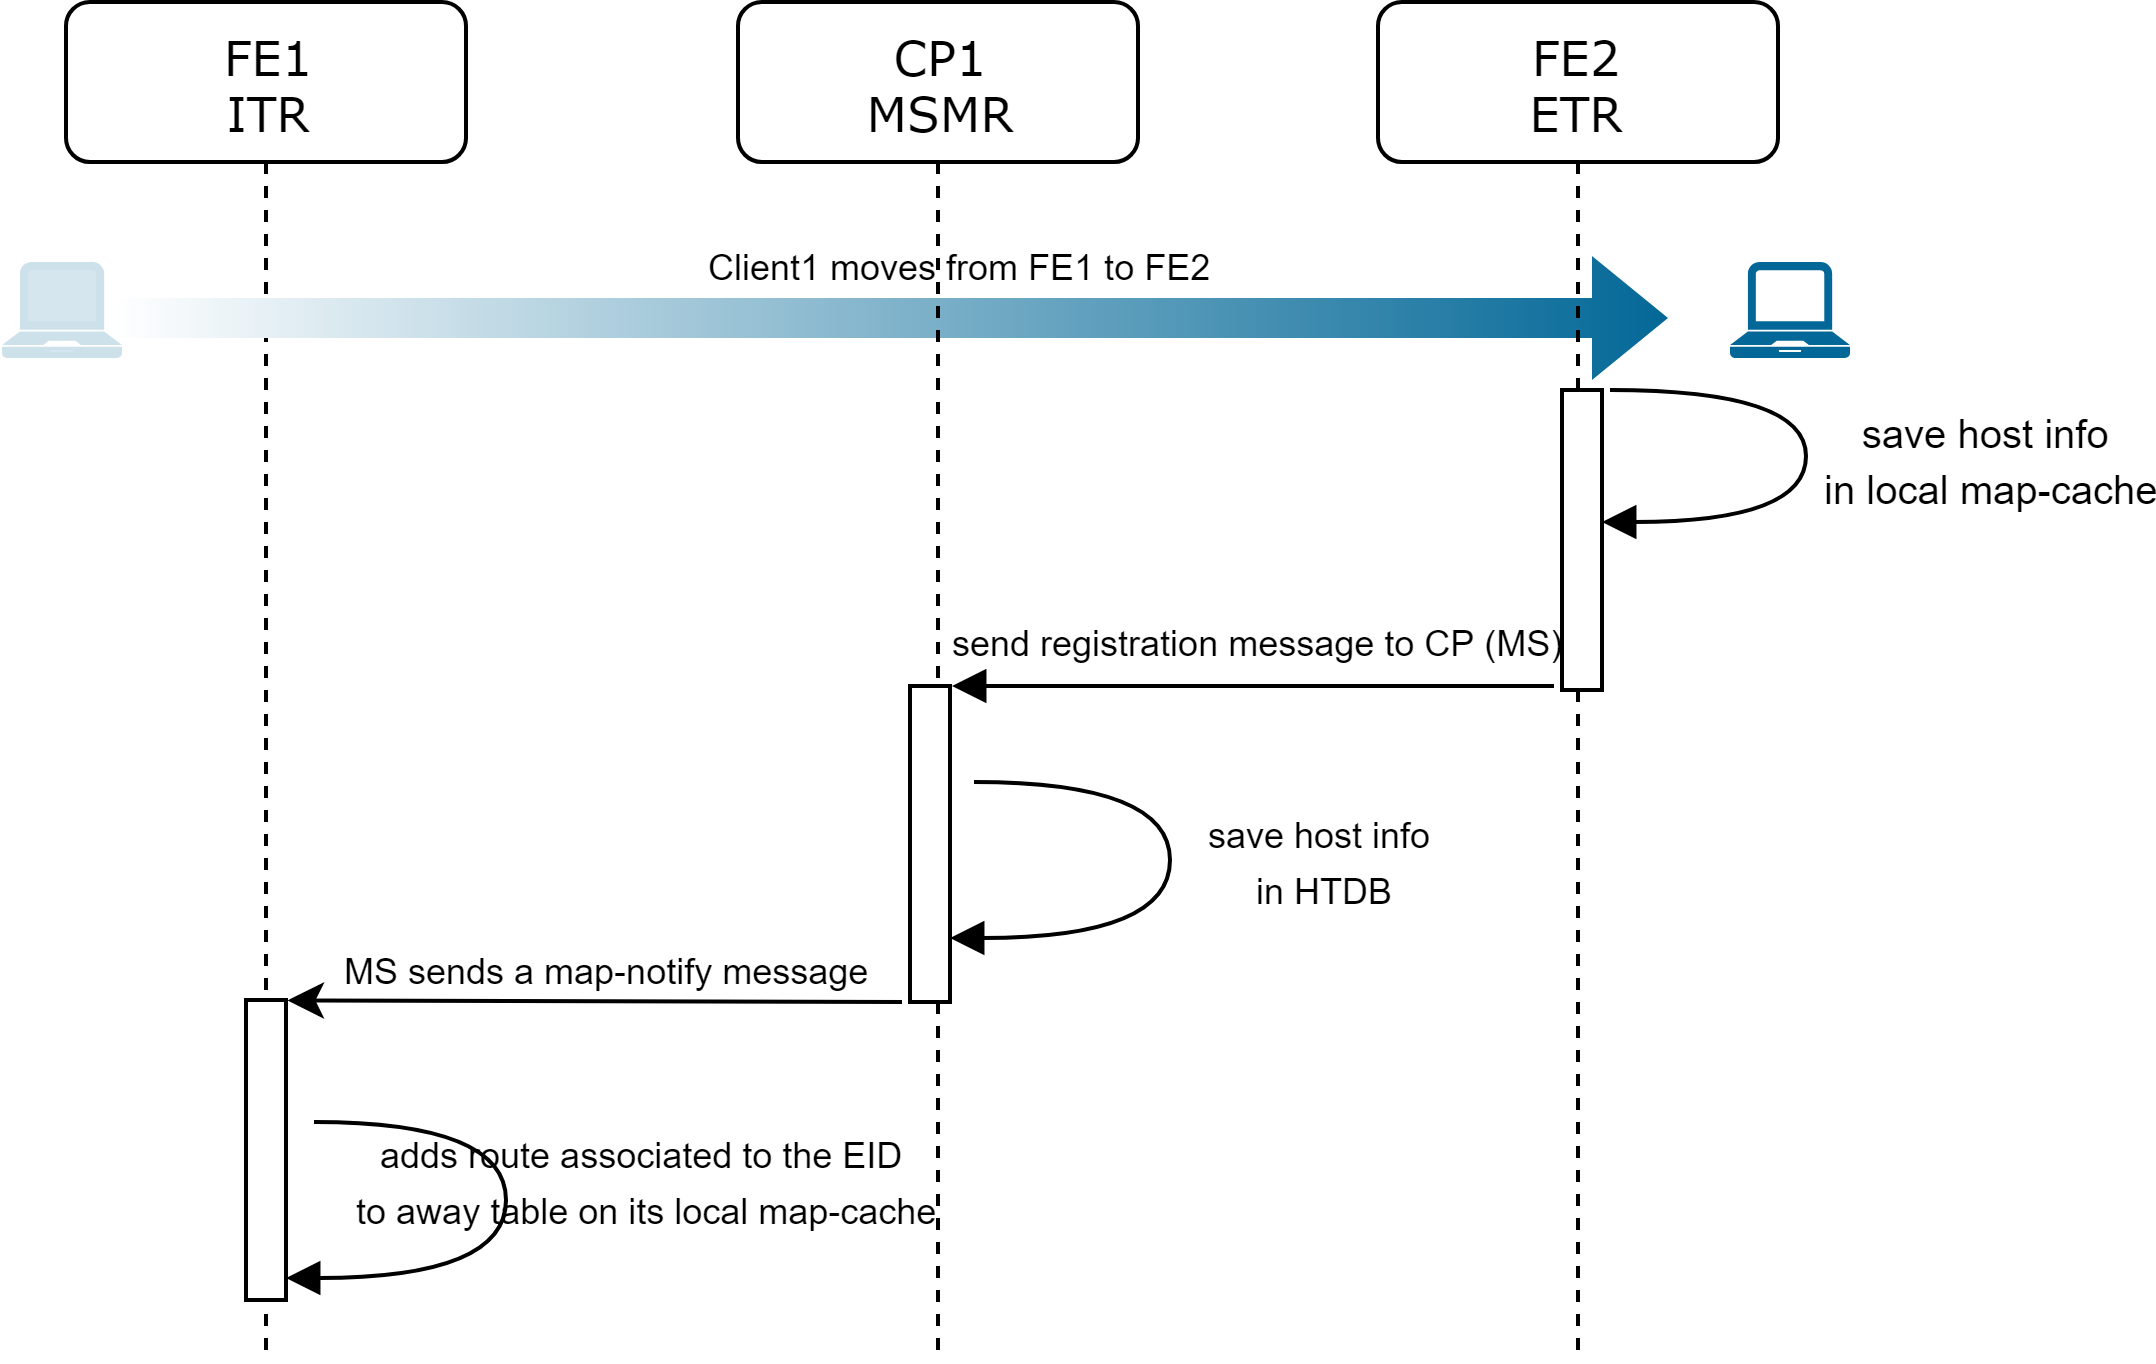 FE1
ITR
CP1
MSMR
FE2
ETR
Client1 moves from FE1 to FE2
save host info
in local map-cache
send registration message to CP (MS)
save host info
in HTDB
MS sends a map-notify message
adds route associated to the EID
to away table on its local map-cache